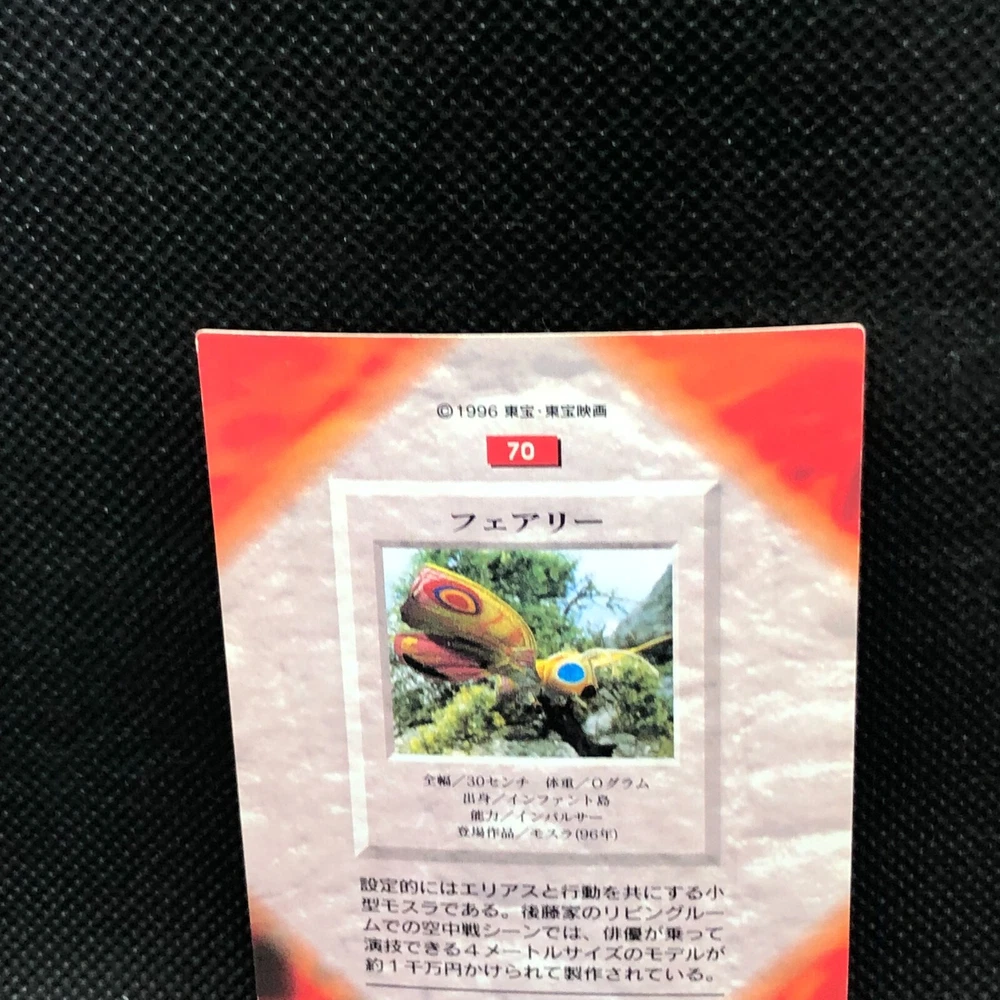 ©1996 東宝・東宝映画
70
フェアリー
全幅／30センチ　体重／0グラム
出身／インファント島
能力／インパルサー
登場作品／モスラ(96年)
設定的にはエリアスと行動を共にする小
型モスラである。後藤家のリビングルー
ムでの空中戦シーンでは、俳優が乗って
演技できる4メートルサイズのモデルが
約1千万円かけられて製作されている。